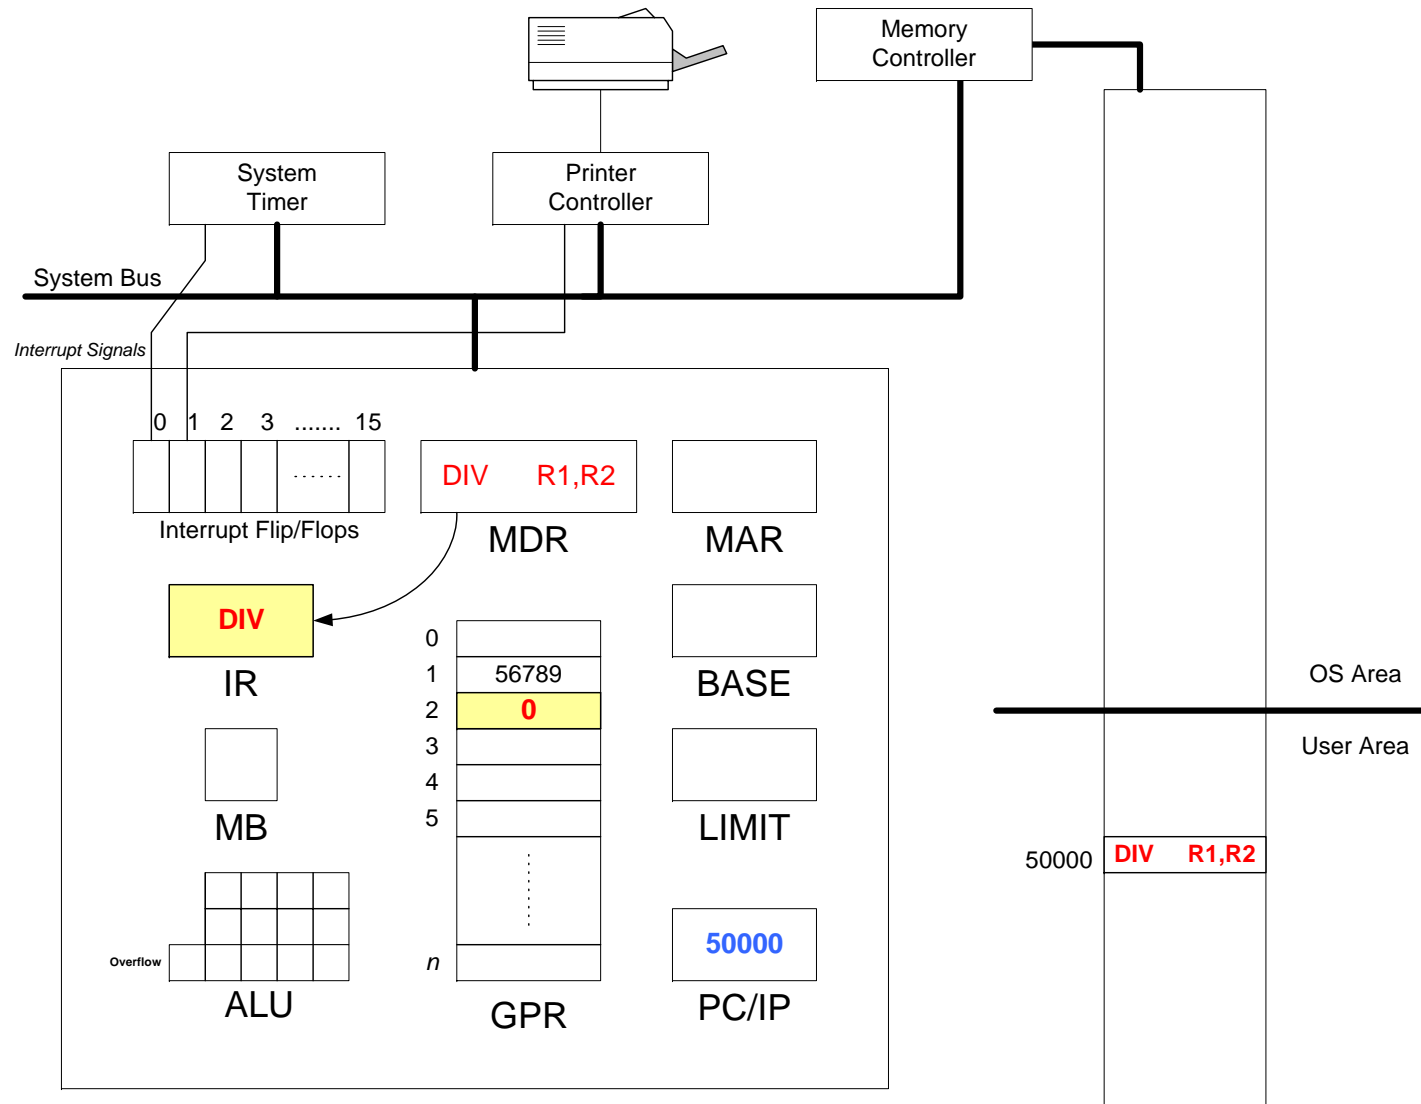 Memory
Controller
System
Timer
Printer
Controller
System Bus
Interrupt Signals
0 1 2 3 ....... 15
DIV R1,R2
Interrupt Flip/Flops
MDR
MAR
DIV
IR
BASE
0
1 56789
2 0
3
4
5
n
GPR
MB
LIMIT
Overflow
ALU
50000
PC/IP
OS Area
User Area
50000 DIV R1,R2